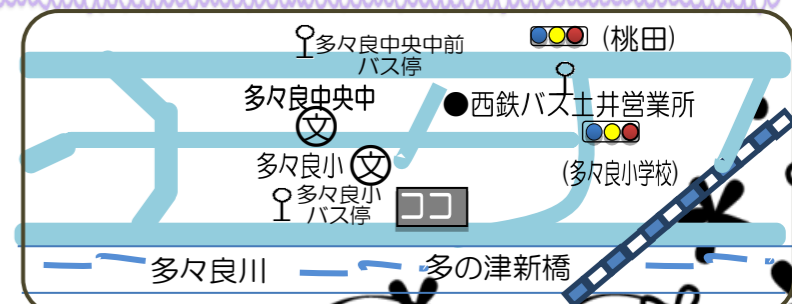 多々良中央中前
バス停
(桃田)
多々良中央中
文
●西鉄バス土井営業所
多々良小
文
(多々良小学校)
多々良小
バス停
ココ
多々良川
多の津新橋